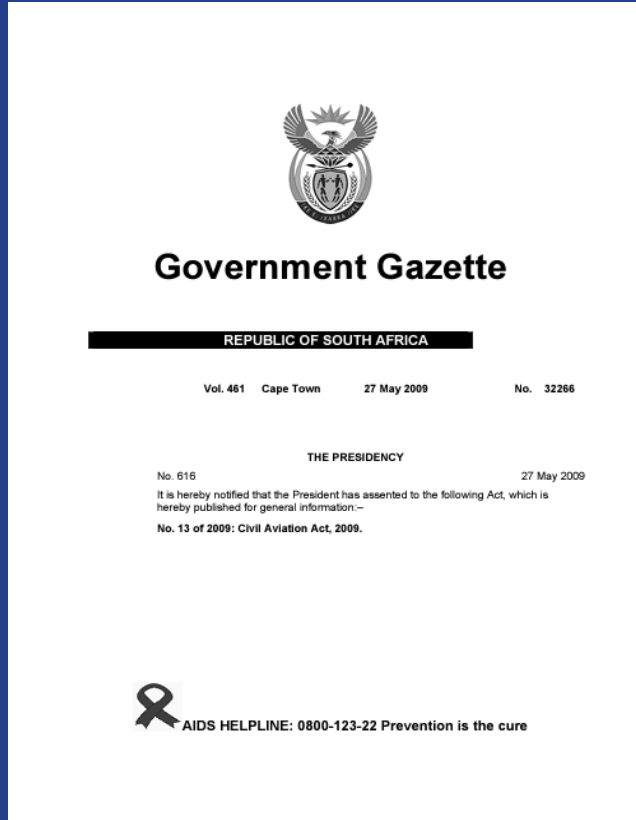 Government Gazette
REPUBLIC OF SOUTH AFRICA
Vol. 461 Cape Town 27 May 2009 No. 32266
THE PRESIDENCY
No. 616 27 May 2009
It is hereby notified that the President has assented to the following Act, which is
hereby published for general information:–
No. 13 of 2009: Civil Aviation Act, 2009.
AIDS HELPLINE: 0800-123-22 Prevention is the cure